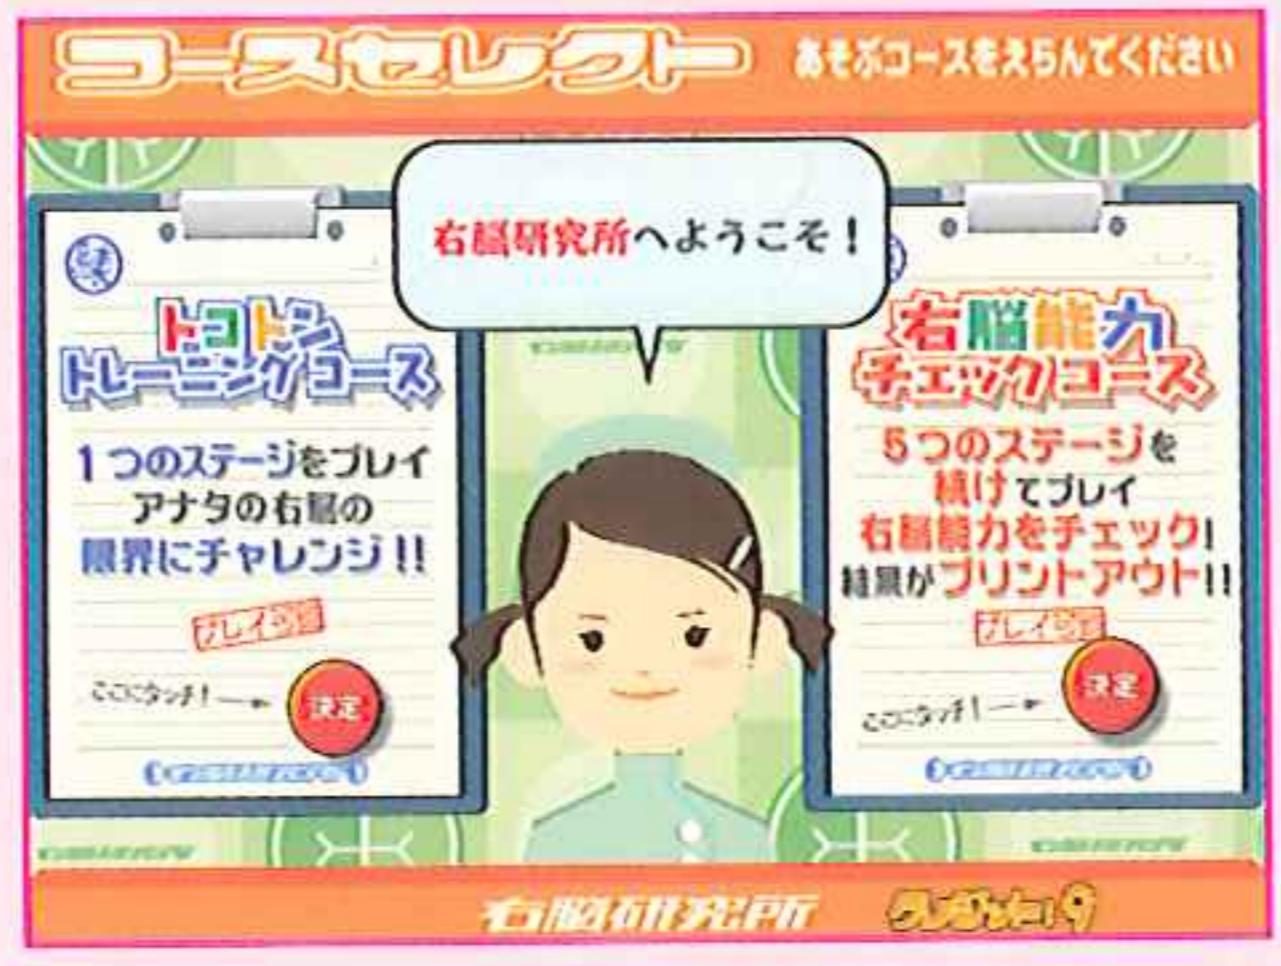 コースセレクト
あそぶコースをえらんでください
右脳研究所へようこそ！
トコトン
トレーニングコース
1つのステージをプレイ
アナタの右脳の
限界にチャレンジ!!
ここにタッチ！
決定
右脳能力
チェックコース
5つのステージを
続けてプレイ
右脳能力をチェック!
結果がプリントアウト!!
ここにタッチ！
決定
右脳研究所
クレジット:9